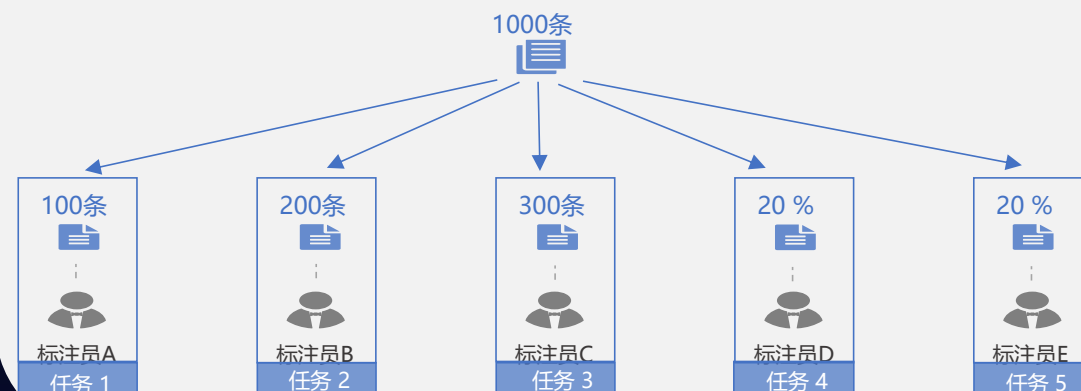 1000条
100条
200条
300条
20 %
20 %
标注员A
标注员B
标注员C
标注员D
标注员E
任务 1
任务 2
任务 3
任务 4
任务 5